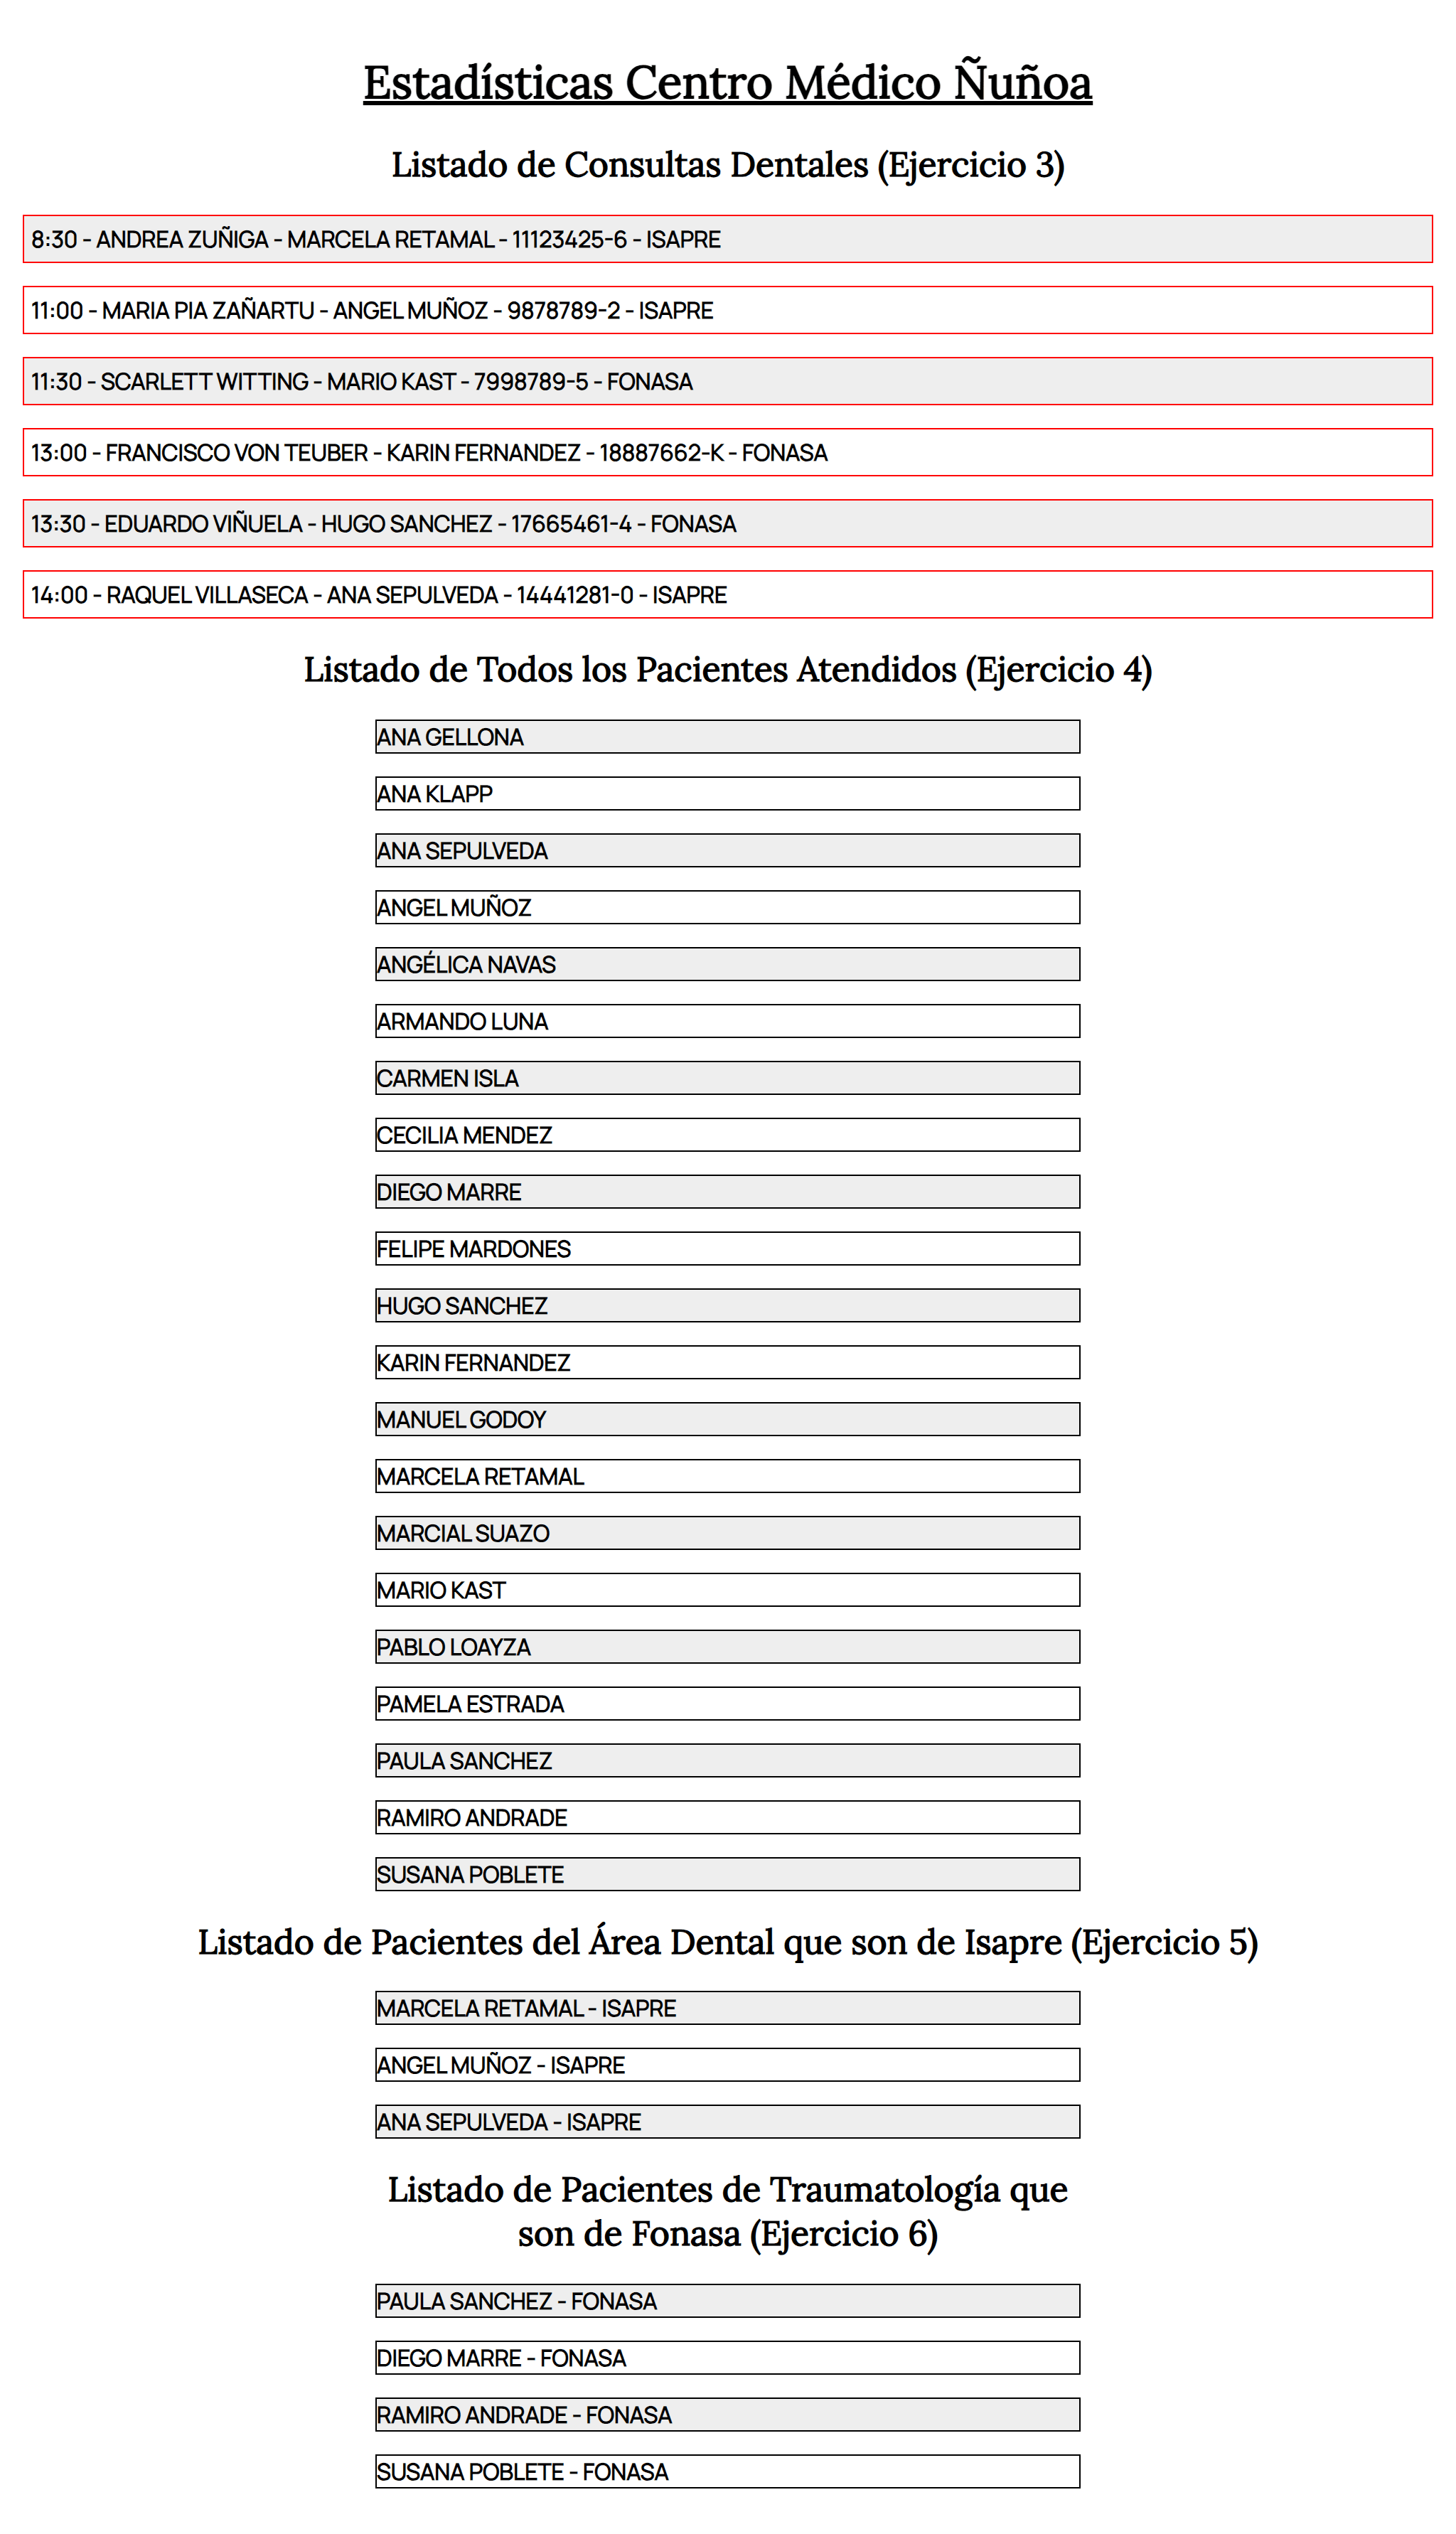 Estadísticas Centro Médico Ñuñoa
Listado de Consultas Dentales (Ejercicio 3)
8:30 - ANDREA ZUÑIGA - MARCELA RETAMAL - 11123425-6 - ISAPRE
11:00 - MARIA PIA ZAÑARTU - ANGEL MUÑOZ - 9878789-2 - ISAPRE
11:30 - SCARLETT WITTING - MARIO KAST - 7998789-5 - FONASA
13:00 - FRANCISCO VON TEUBER - KARIN FERNANDEZ - 18887662-K - FONASA
13:30 - EDUARDO VIÑUELA - HUGO SANCHEZ - 17665461-4 - FONASA
14:00 - RAQUEL VILLASECA - ANA SEPULVEDA - 14441281-0 - ISAPRE
Listado de Todos los Pacientes Atendidos (Ejercicio 4)
ANA GELLONA
ANA KLAPP
ANA SEPULVEDA
ANGEL MUÑOZ
ANGÉLICA NAVAS
ARMANDO LUNA
CARMEN ISLA
CECILIA MENDEZ
DIEGO MARRE
FELIPE MARDONES
HUGO SANCHEZ
KARIN FERNANDEZ
MANUEL GODOY
MARCELA RETAMAL
MARCIAL SUAZO
MARIO KAST
PABLO LOAYZA
PAMELA ESTRADA
PAULA SANCHEZ
RAMIRO ANDRADE
SUSANA POBLETE
Listado de Pacientes del Área Dental que son de Isapre (Ejercicio 5)
MARCELA RETAMAL - ISAPRE
ANGEL MUÑOZ - ISAPRE
ANA SEPULVEDA - ISAPRE
Listado de Pacientes de Traumatología que
son de Fonasa (Ejercicio 6)
PAULA SANCHEZ - FONASA
DIEGO MARRE - FONASA
RAMIRO ANDRADE - FONASA
SUSANA POBLETE - FONASA